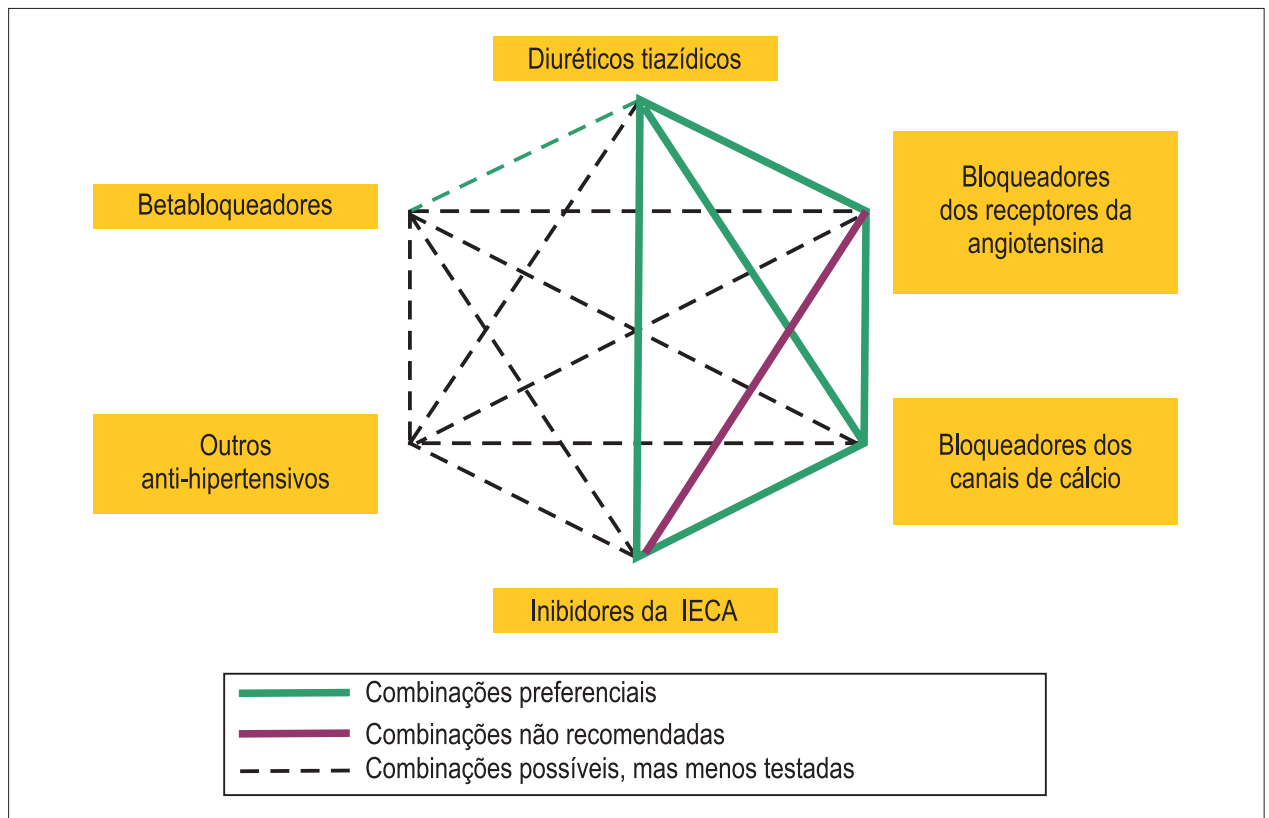 Diuréticos tiazídicos
Betabloqueadores
Bloqueadores
dos receptores da
angiotensina
Outros
anti-hipertensivos
Bloqueadores dos
canais de cálcio
Inibidores da IECA
Combinações preferenciais
Combinações não recomendadas
Combinações possíveis, mas menos testadas